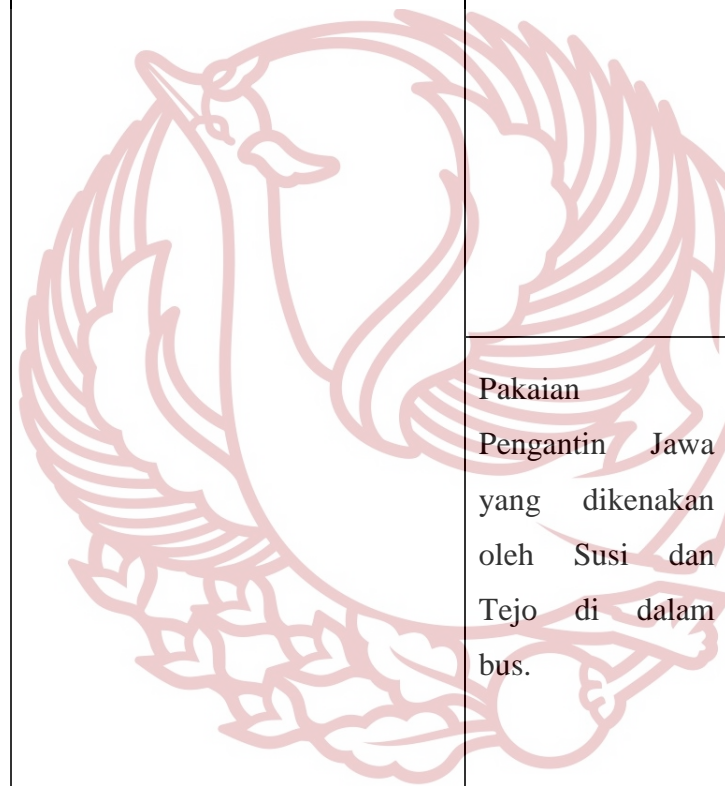 Pakaian
Pengantin Jawa
yang dikenakan
oleh Susi dan
Tejo di dalam
bus.